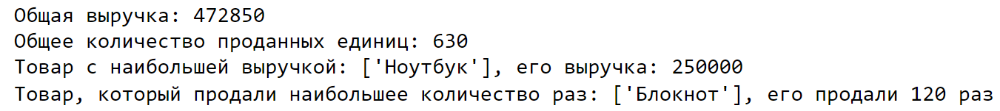 Общая выручка: 472850
Общее количество проданных единиц: 630
Товар с наибольшей выручкой: ['Ноутбук'], его выручка: 250000
Товар, который продали наибольшее количество раз: ['Блокнот'], его продали 120 раз